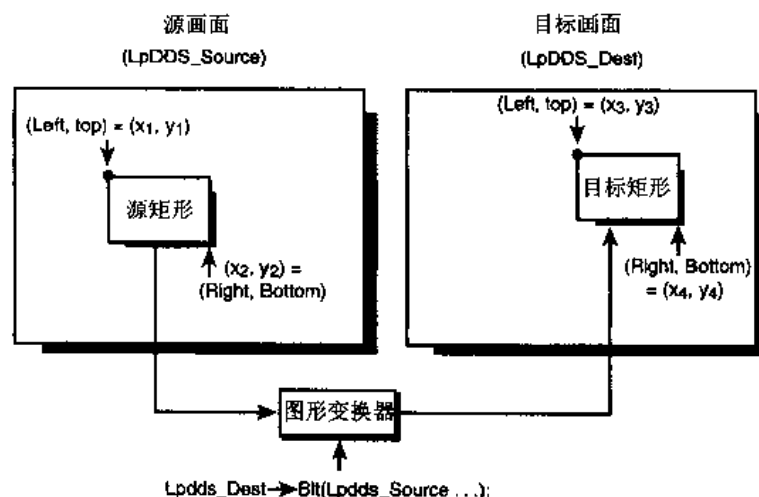 源画面
(LpDDS_Source)
目标画面
(LpDDS_Dest)
(Left, top) = (x₁, y₁)
源矩形
(x₂, y₂) =
(Right, Bottom)
(Left, top) = (x₃, y₃)
目标矩形
(Right, Bottom)
= (x₄, y₄)
图形变换器
Lpdds_Dest→Blt(Lpdds_Source . . .);